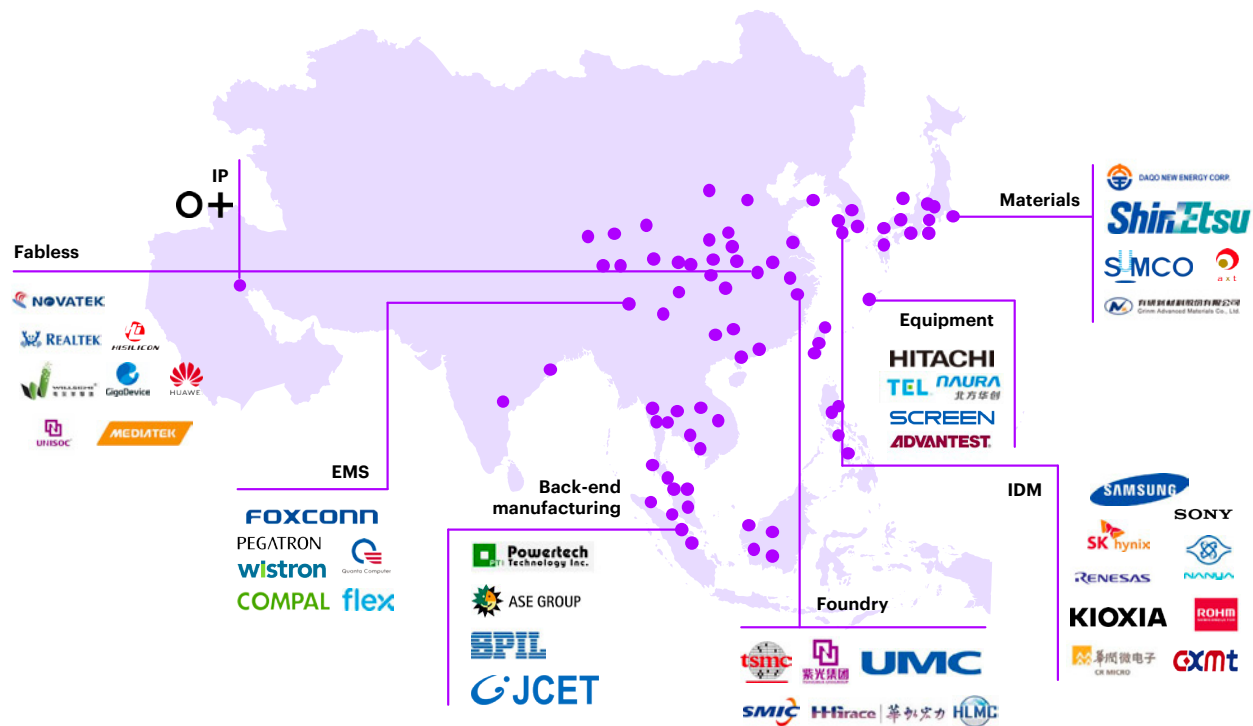 IP
O+
Fabless
NOVATEK
REALTEK
HISILICON
WILLSEMI
GigaDevice
HUAWEI
UNISOC
MEDIATEK
EMS
FOXCONN
PEGATRON
Quanta Computer
wistron
COMPAL
flex
Back-end
manufacturing
PTI
Powertech
Technology Inc.
ASE GROUP
SPIL
JCET
Foundry
tsmc
紫光集团
UMC
SMIC
HHGrace
华虹宏力
HLMC
Equipment
HITACHI
TEL
NAURA
北方华创
SCREEN
ADVANTEST
Materials
DAQO NEW ENERGY CORP.
ShinEtsu
SUMCO
axt
有研新材料股份有限公司
Grinm Advanced Materials Co., Ltd.
IDM
SAMSUNG
SONY
SK hynix
NANYA
RENESAS
KIOXIA
ROHM
華潤微电子
CR MICRO
CXMT